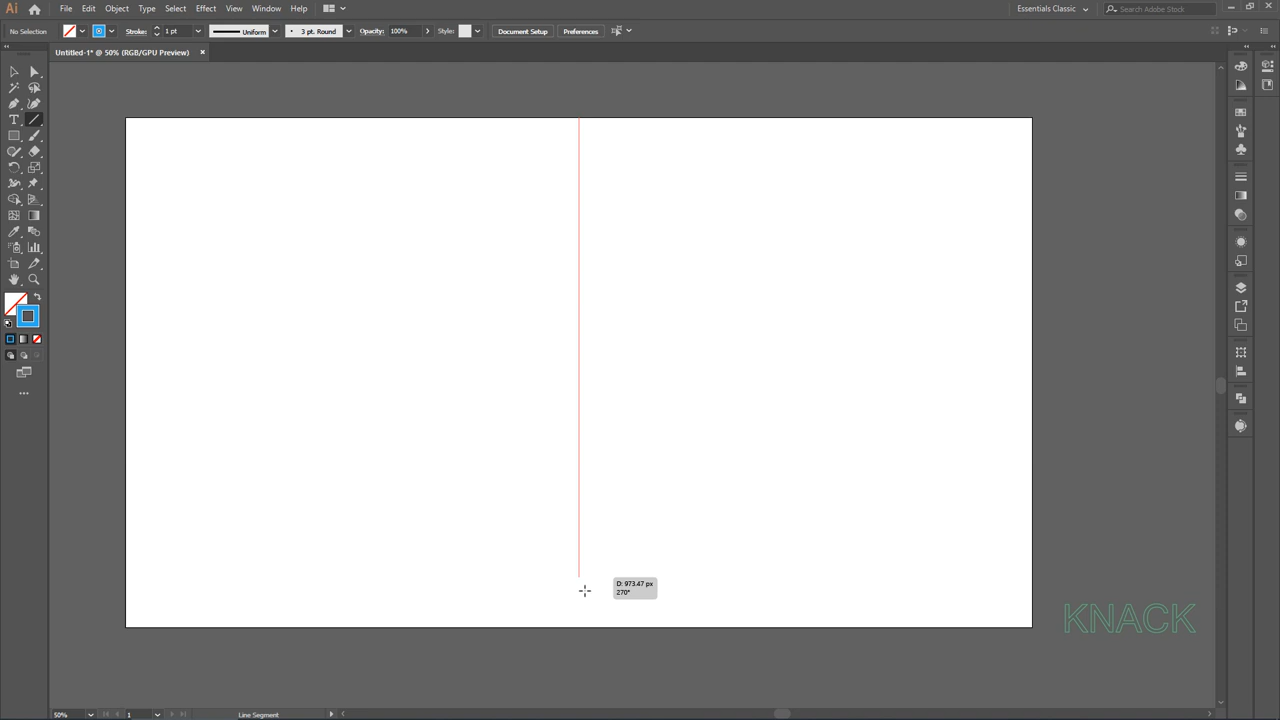 Ai File Edit Object Type Select Effect View Window Help Essentials Classic Search Adobe Stock
No Selection Stroke: 1 pt Uniform 3 pt. Round Opacity: 100% Style: Document Setup Preferences
Untitled-1* @ 50% (RGB/GPU Preview) ×
T
D: 973.47 px
270°
KNACK
50% 1 Line Segment